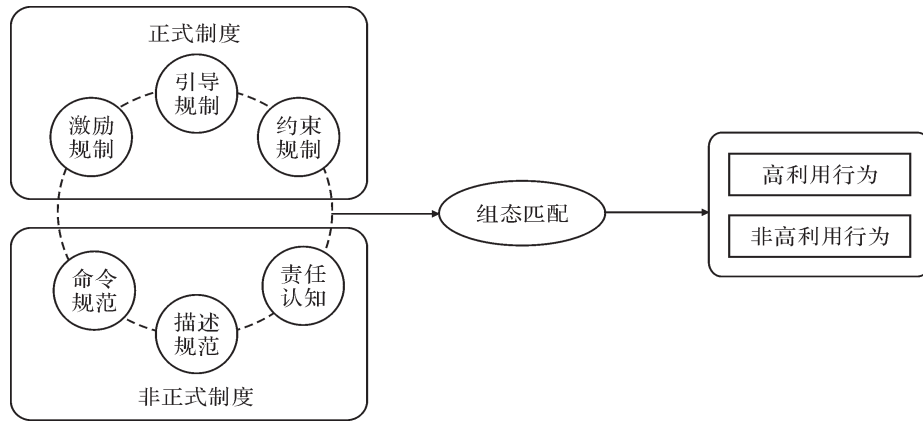 正式制度
引导
规制
激励
规制
约束
规制
组态匹配
高利用行为
非高利用行为
命令
规范
责任
认知
描述
规范
非正式制度